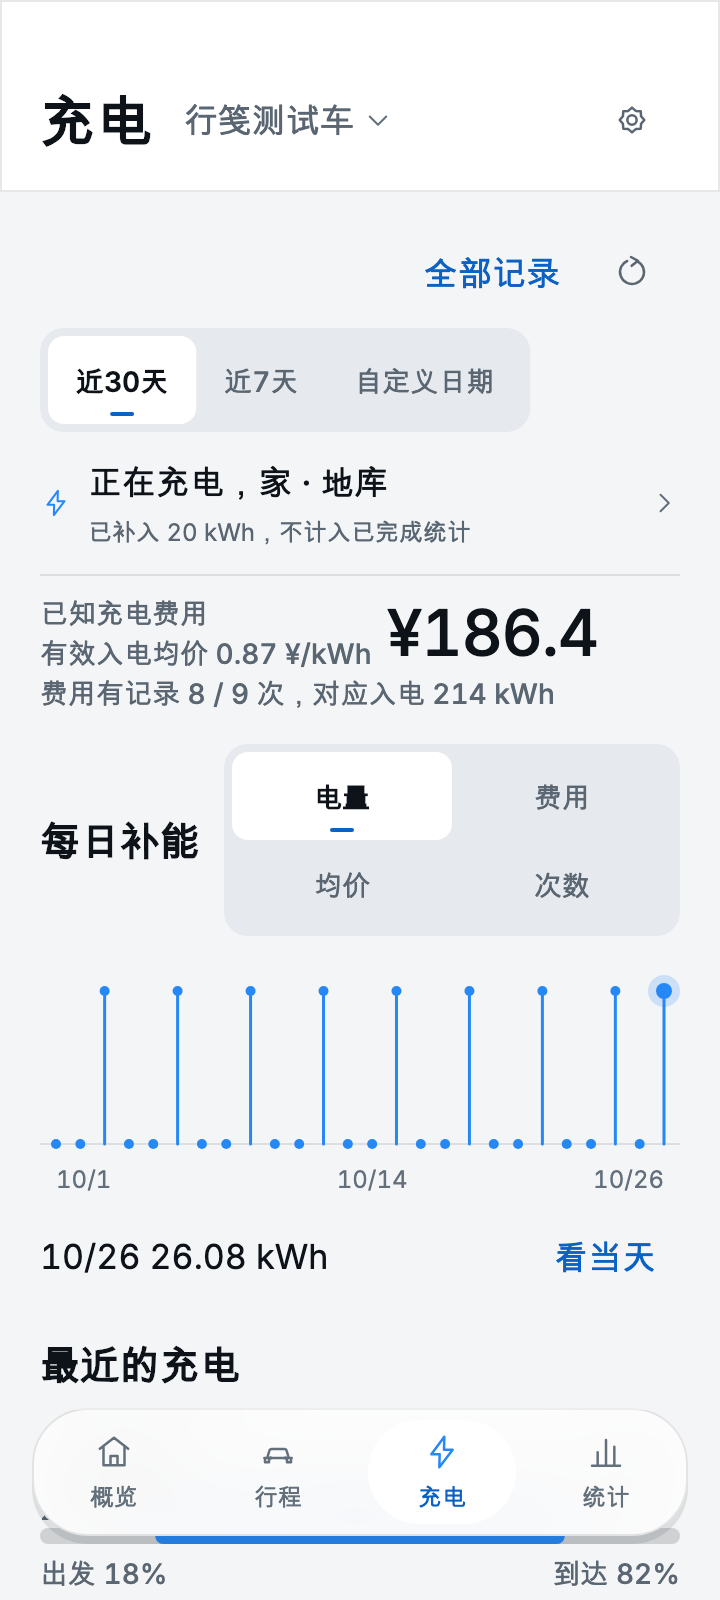 充电 行笺测试车
全部记录
近30天 近7天 自定义日期
正在充电，家 · 地库
已补入 20 kWh，不计入已完成统计
已知充电费用
有效入电均价 0.87 ¥/kWh
¥186.4
费用有记录 8 / 9 次，对应入电 214 kWh
每日补能
电量 费用
均价 次数
10/1 10/14 10/26
10/26 26.08 kWh 看当天
最近的充电
概览 行程 充电 统计
出发 18% 到达 82%